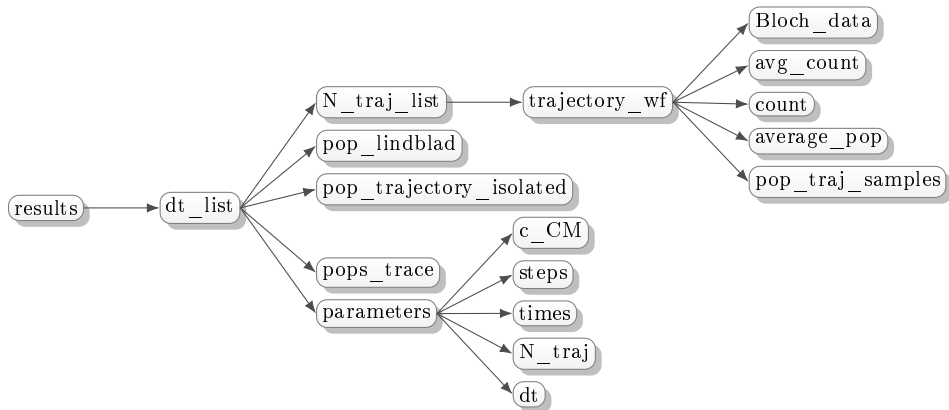 results
dt_list
N_traj_list
pop_lindblad
pop_trajectory_isolated
pops_trace
parameters
trajectory_wf
Bloch_data
avg_count
count
average_pop
pop_traj_samples
c_CM
steps
times
N_traj
dt